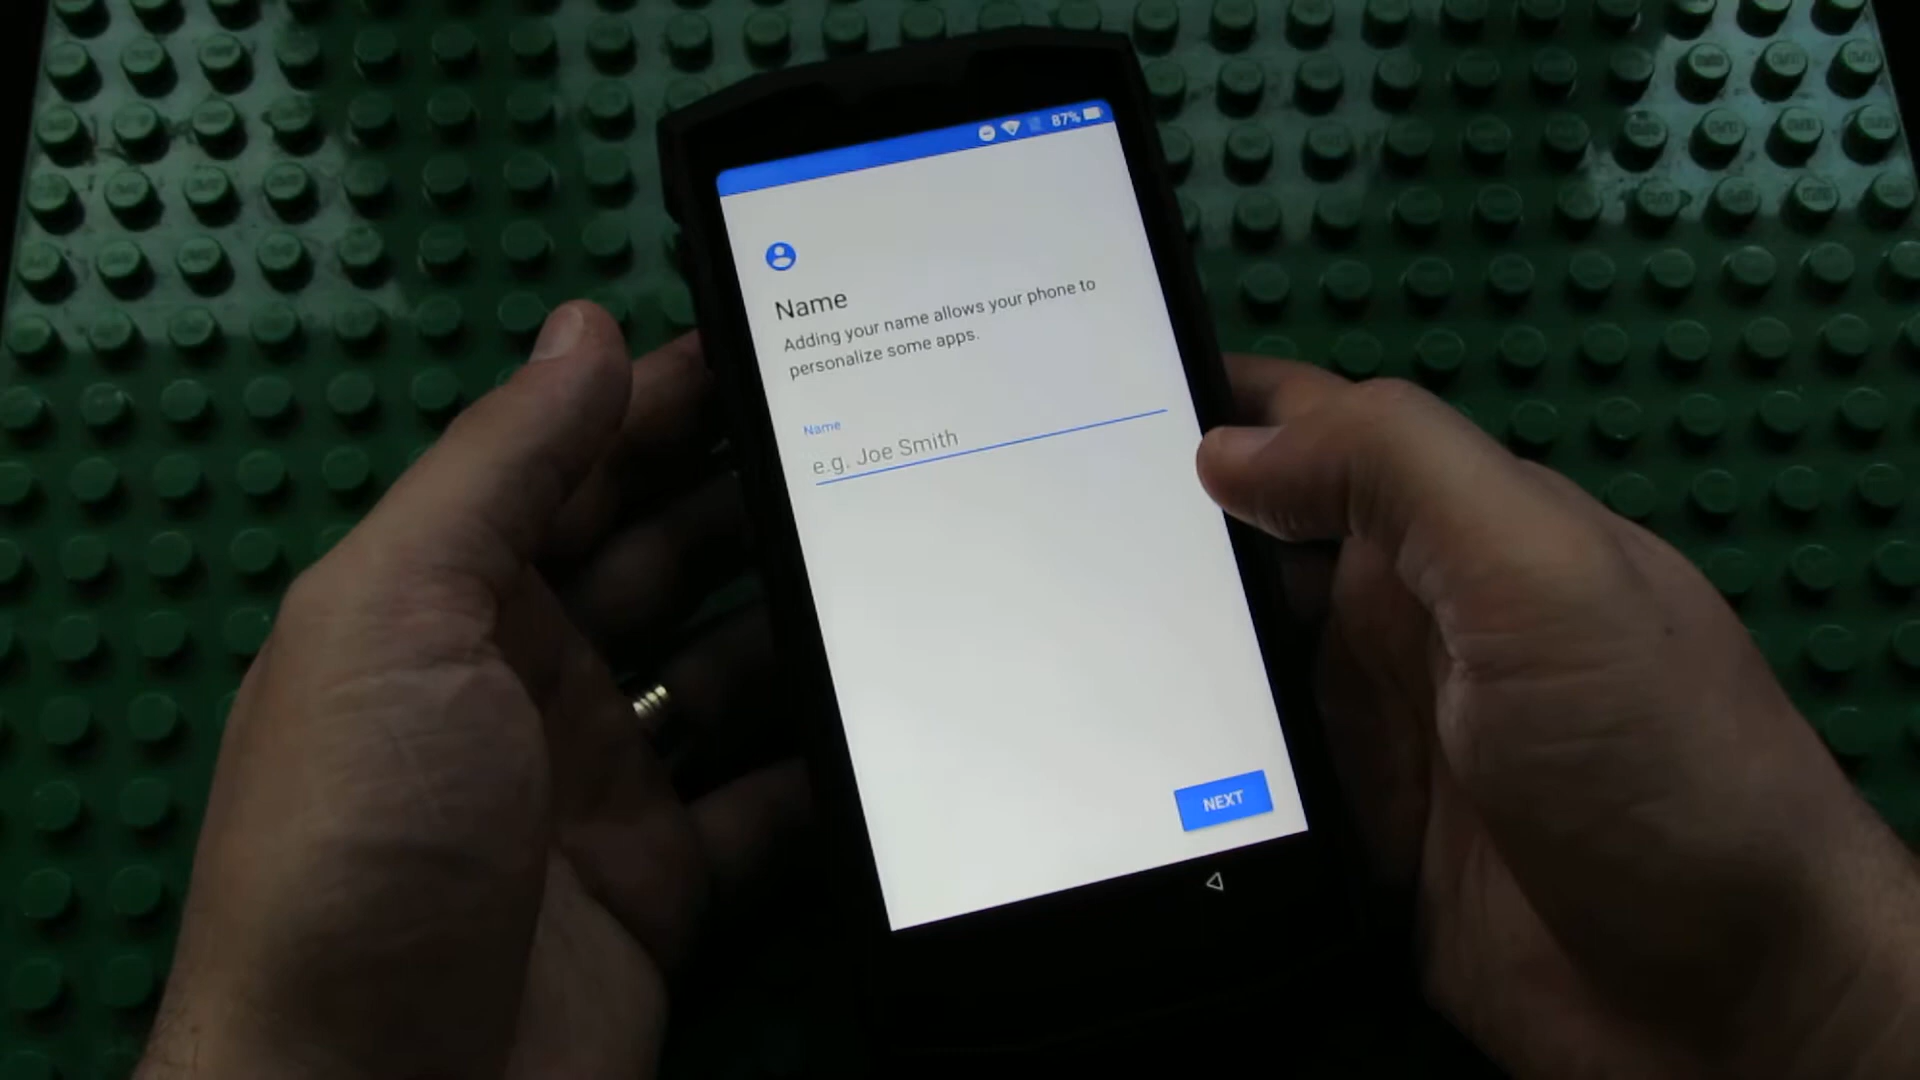 87%
Name
Adding your name allows your phone to
personalize some apps.
Name
e.g. Joe Smith
NEXT